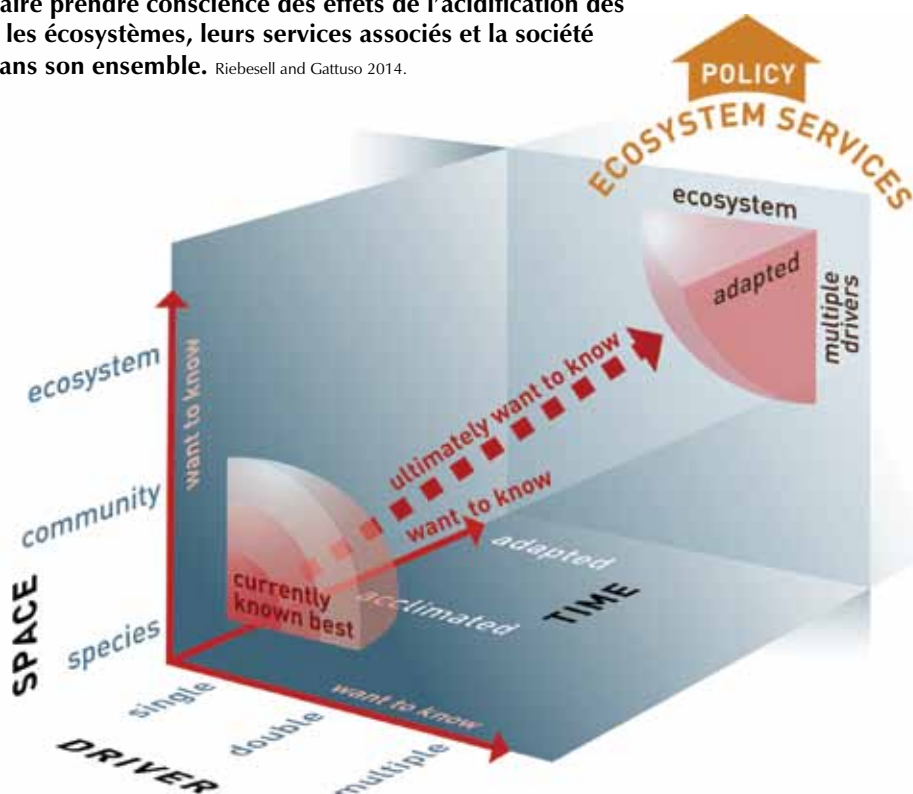 aire prendre conscience des effets de l'acidification des
les écosystèmes, leurs services associés et la société
ans son ensemble. Riebesell and Gattuso 2014.
POLICY
ECOSYSTEM SERVICES
ecosystem
adapted
multiple
drivers
ecosystem
want to know
ultimately want to know
want to know
community
adapted
currently
known best
acclimated
TIME
SPACE
species
single
want to know
double
multiple
DRIVER